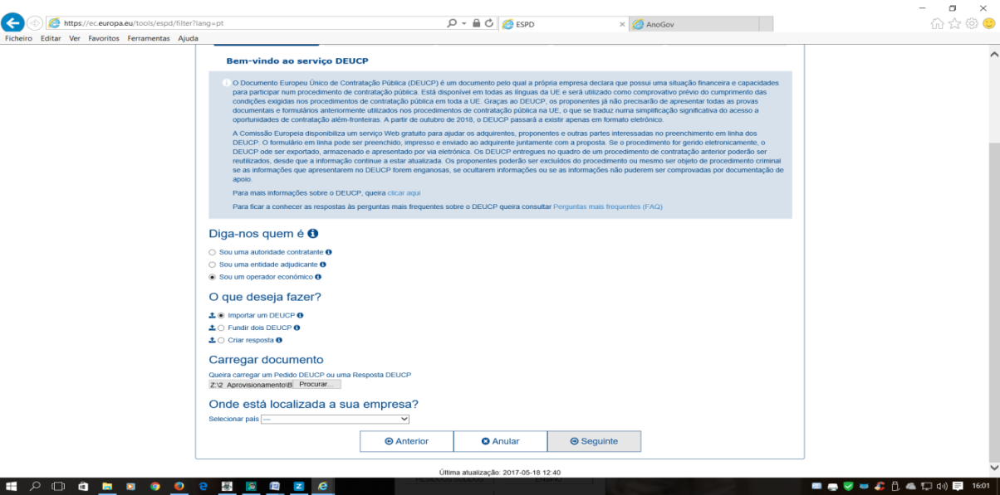 https://ec.europa.eu/tools/espd/filter?lang=pt
ESPD
AnoGov
Ficheiro Editar Ver Favoritos Ferramentas Ajuda
Bem-vindo ao serviço DEUCP
O Documento Europeu Único de Contratação Pública (DEUCP) é um documento pelo qual a própria empresa declara que possui uma situação financeira e capacidades
para participar num procedimento de contratação pública. Está disponível em todas as línguas da UE e será utilizado como comprovativo prévio do cumprimento das
condições exigidas nos procedimentos de contratação pública em toda a UE. Graças ao DEUCP, os proponentes já não precisarão de apresentar todas as provas
documentais e formulários anteriormente utilizados nos procedimentos de contratação pública na UE, o que se traduz numa simplificação significativa do acesso a
oportunidades de contratação além-fronteiras. A partir de outubro de 2018, o DEUCP passará a existir apenas em formato eletrónico.
A Comissão Europeia disponibiliza um serviço Web gratuito para ajudar os adquirentes, proponentes e outras partes interessadas no preenchimento em linha dos
DEUCP. O formulário em linha pode ser preenchido, impresso e enviado ao adquirente juntamente com a proposta. Se o procedimento for gerido eletronicamente, o
DEUCP ode ser exportado, armazenado e apresentado por via eletrónica. Os DEUCP entregues no quadro de um procedimento de contratação anterior poderão ser
reutilizados, desde que a informação continue a estar atualizada. Os proponentes poderão ser excluídos do procedimento ou mesmo ser objeto de procedimento criminal
se as informações que apresentarem no DEUCP forem enganosas, se ocultarem informações ou se as informações não puderem ser comprovadas por documentação de
apoio.
Para mais informações sobre o DEUCP, queira clicar aqui
Para ficar a conhecer as respostas às perguntas mais frequentes sobre o DEUCP queira consultar Perguntas mais frequentes (FAQ)
Diga-nos quem é
Sou uma autoridade contratante
Sou uma entidade adjudicante
Sou um operador económico
O que deseja fazer?
Importar um DEUCP
Fundir dois DEUCP
Criar resposta
Carregar documento
Queira carregar um Pedido DEUCP ou uma Resposta DEUCP
Z:\2_Aprovisionamento\B Procurar...
Onde está localizada a sua empresa?
Selecionar país ---
Anterior
Anular
Seguinte
Última atualização: 2017-05-18 12:40
16:01